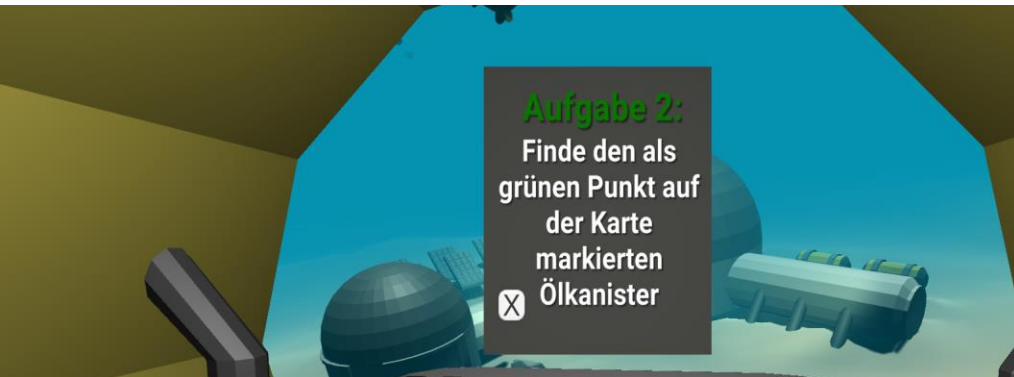 Aufgabe 2:
Finde den als
grünen Punkt auf
der Karte
markierten
X Ölkanister